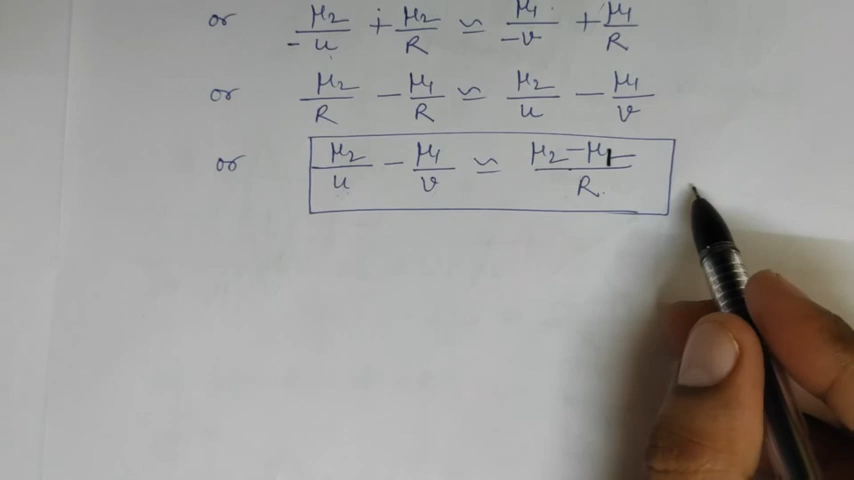 or μ₂/-u + μ₂/R ≃ μ₁/-v + μ₁/R
or μ₂/R - μ₁/R ≃ μ₂/u - μ₁/v
or μ₂/u - μ₁/v ≃ μ₂-μ₁/R